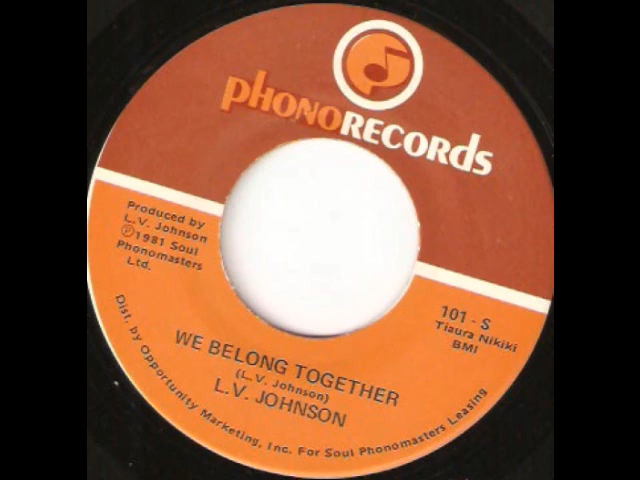 phonoRECORds
Produced by
L.V. Johnson
Ⓟ1981 Soul
Phonomasters
Ltd.
101 - S
Tiaura Nikiki
BMI
WE BELONG TOGETHER
(L.V. Johnson)
L.V. JOHNSON
Dist. by Opportunity Marketing, Inc. For Soul Phonomasters Leasing